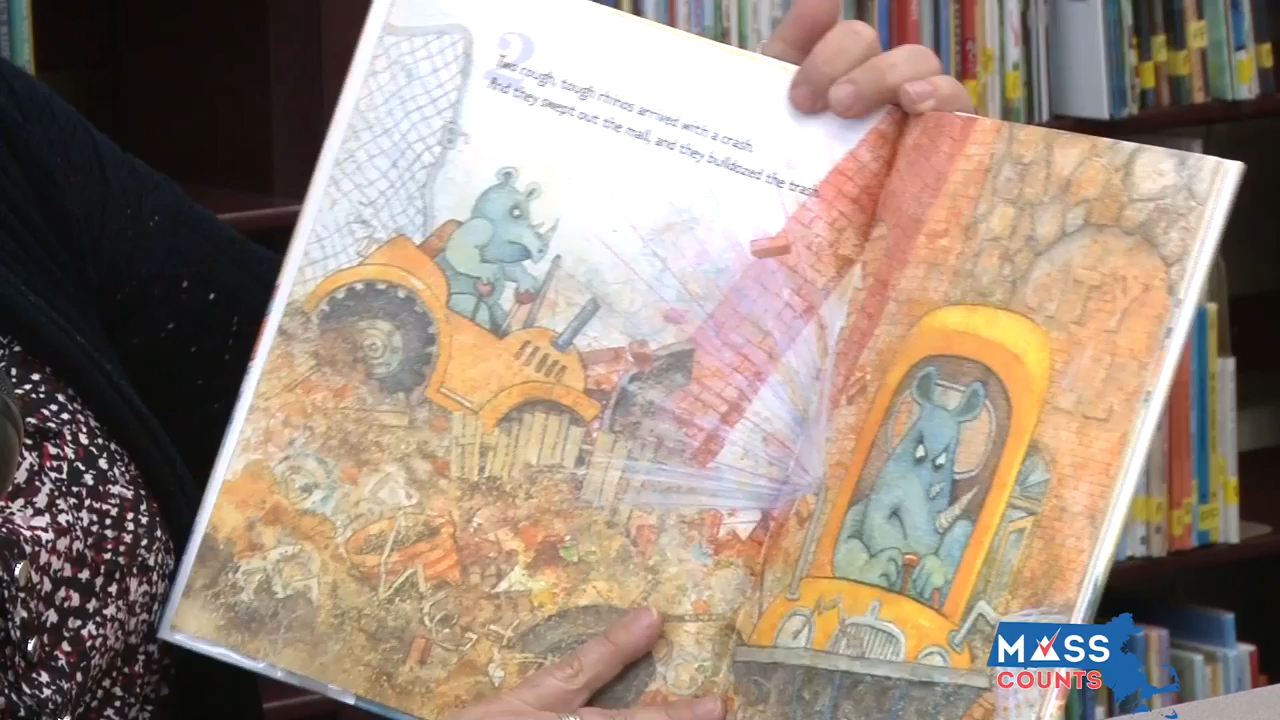 2
Two rough, tough rhinos arrived with a crash
And they swept out the mall, and they bulldozed the trash
MASS
COUNTS